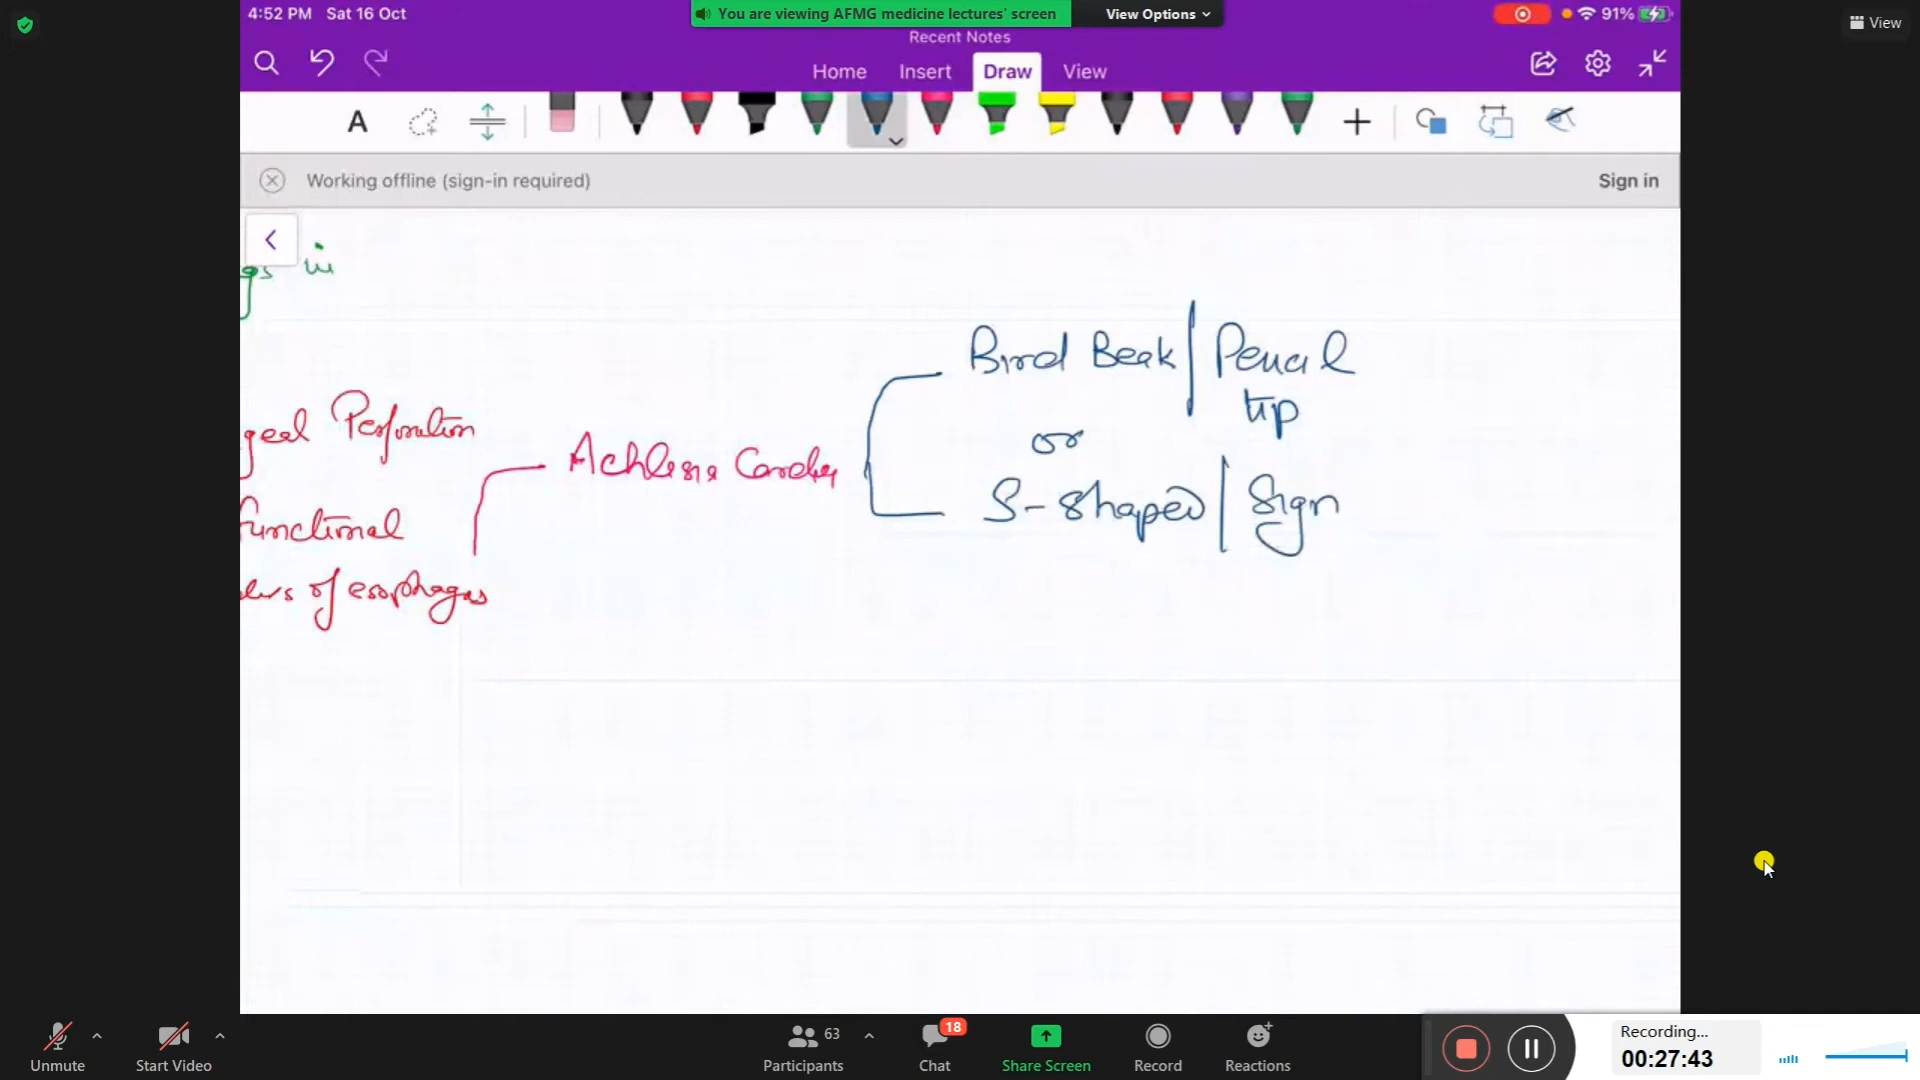 4:52 PM Sat 16 Oct
You are viewing AFMG medicine lectures' screen
View Options
91%
View
Recent Notes
Home Insert Draw View
A
Working offline (sign-in required)
Sign in
gs in
Bird Beak | Pencil
tip
or
S-shaped | Sign
geal Perforation
Functional
ders of esophagus
Achlesia Cardia
Unmute
Start Video
63
Participants
18
Chat
Share Screen
Record
Reactions
Recording...
00:27:43